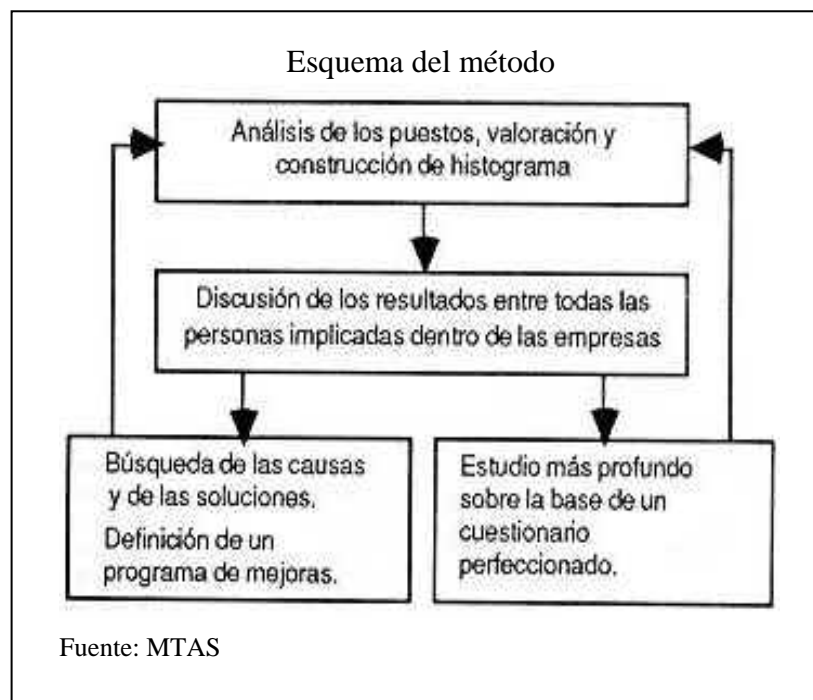 Esquema del método
Análisis de los puestos, valoración y
construcción de histograma
Discusión de los resultados entre todas las
personas implicadas dentro de las empresas
Búsqueda de las causas
y de las soluciones.
Definición de un
programa de mejoras.
Estudio más profundo
sobre la base de un
cuestionario
perfeccionado.
Fuente: MTAS